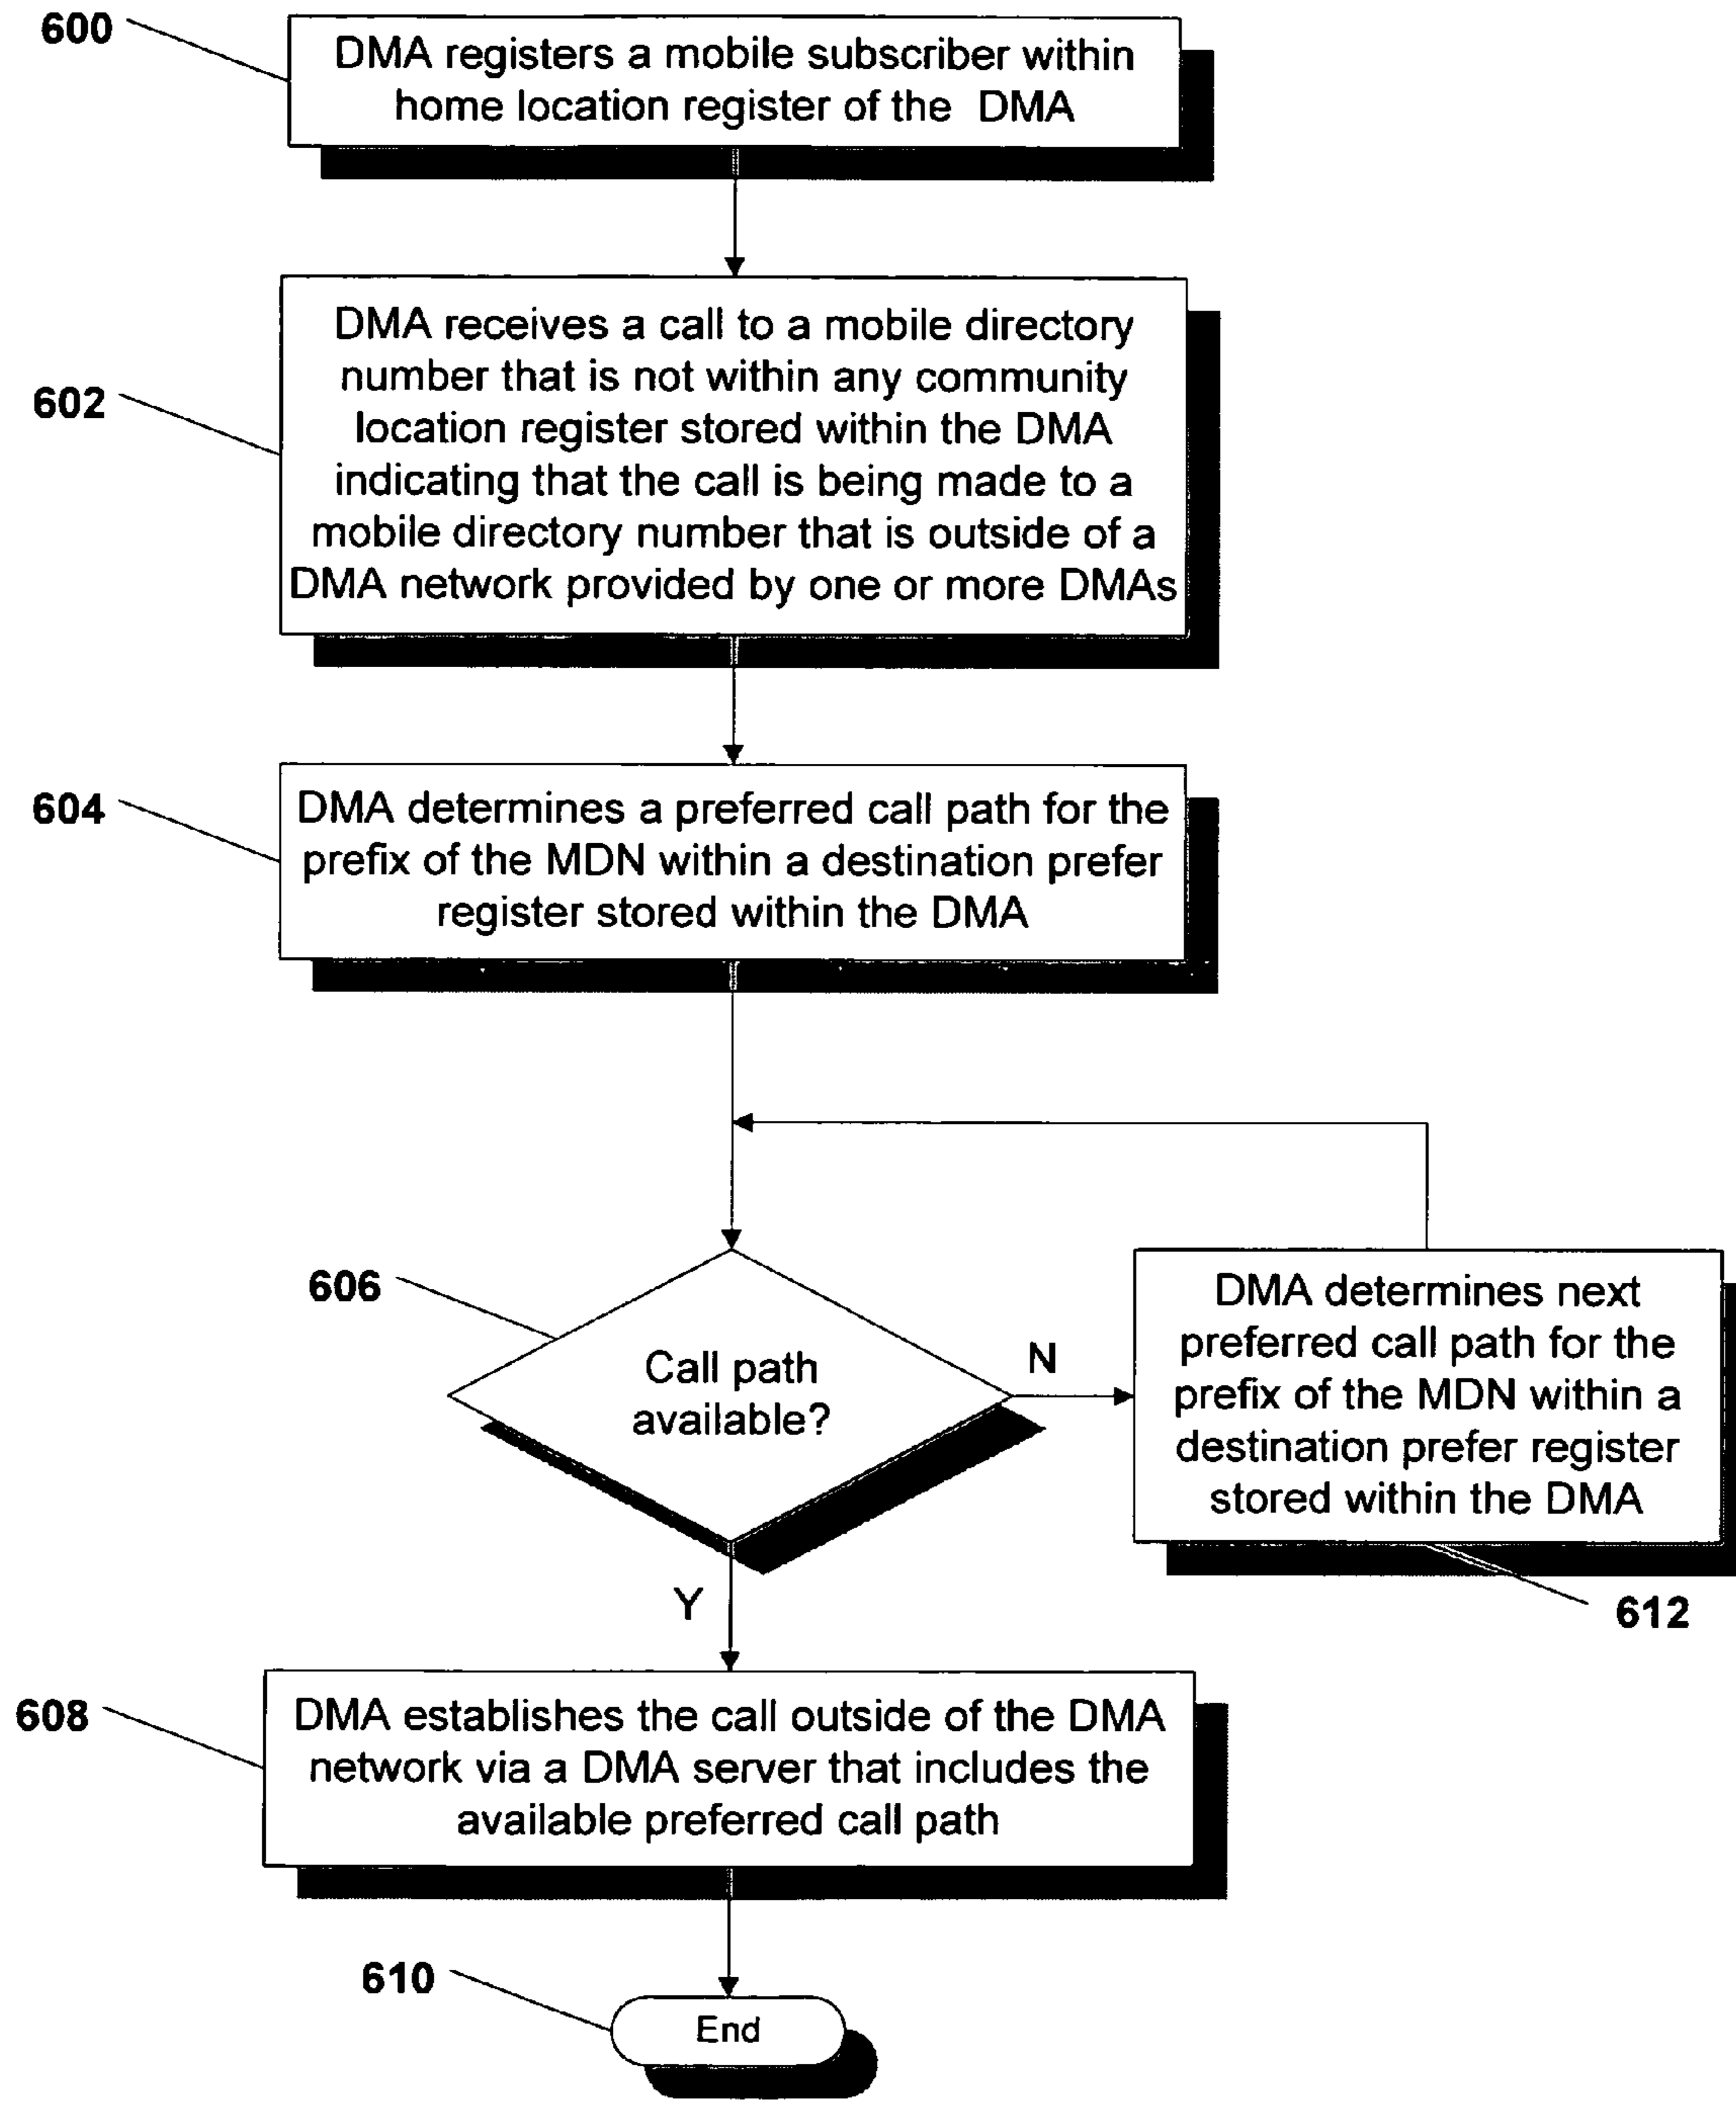 600
DMA registers a mobile subscriber within
home location register of the DMA
602
DMA receives a call to a mobile directory
number that is not within any community
location register stored within the DMA
indicating that the call is being made to a
mobile directory number that is outside of a
DMA network provided by one or more DMAs
604
DMA determines a preferred call path for the
prefix of the MDN within a destination prefer
register stored within the DMA
606
Call path
available?
N
DMA determines next
preferred call path for the
prefix of the MDN within a
destination prefer register
stored within the DMA
612
Y
608
DMA establishes the call outside of the DMA
network via a DMA server that includes the
available preferred call path
610
End